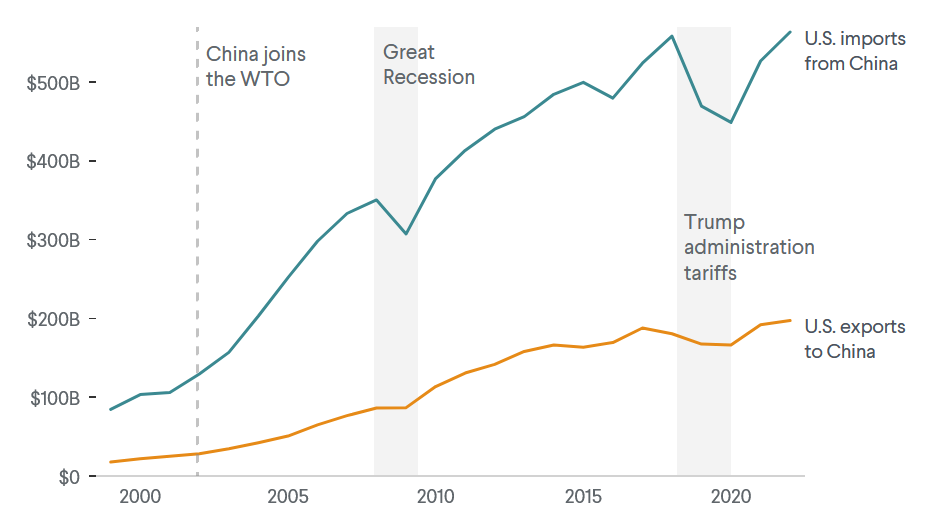 China joins
the WTO
Great
Recession
U.S. imports
from China
$500B
$400B
$300B
$200B
$100B
$0
Trump
administration
tariffs
U.S. exports
to China
2000
2005
2010
2015
2020